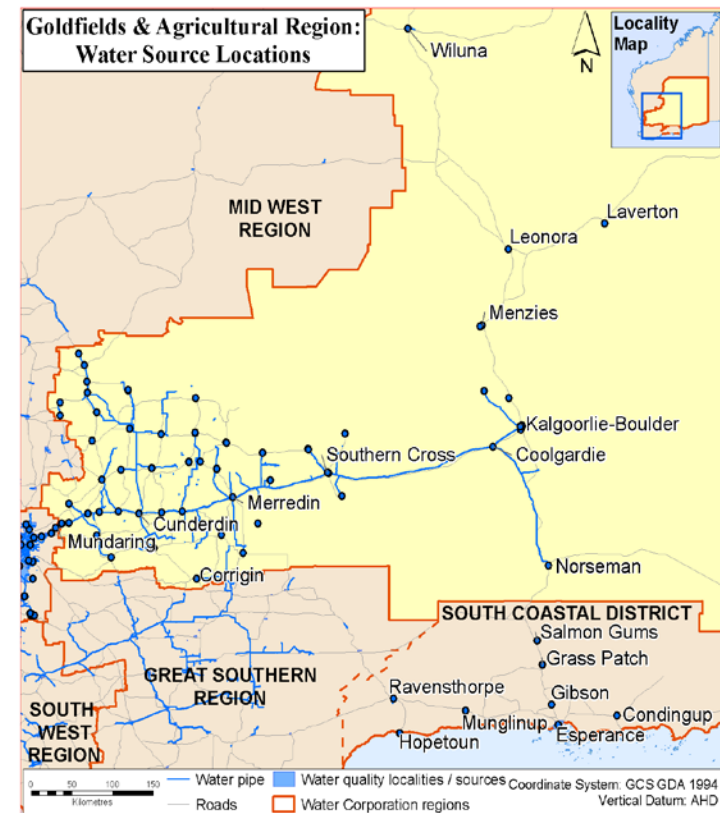 Goldfields & Agricultural Region:
Water Source Locations
Locality
Map
N
Wiluna
MID WEST
REGION
Laverton
Leonora
Menzies
Kalgoorlie-Boulder
Southern Cross
Coolgardie
Merredin
Cunderdin
Mundaring
Corrigin
Norseman
SOUTH COASTAL DISTRICT
Salmon Gums
Grass Patch
GREAT SOUTHERN
REGION
Ravensthorpe
Gibson
Munglinup
Condingup
Esperance
Hopetoun
SOUTH
WEST
REGION
0 50 100 150
Kilometres
Water pipe
Roads
Water quality localities / sources
Water Corporation regions
Coordinate System: GCS GDA 1994
Vertical Datum: AHD